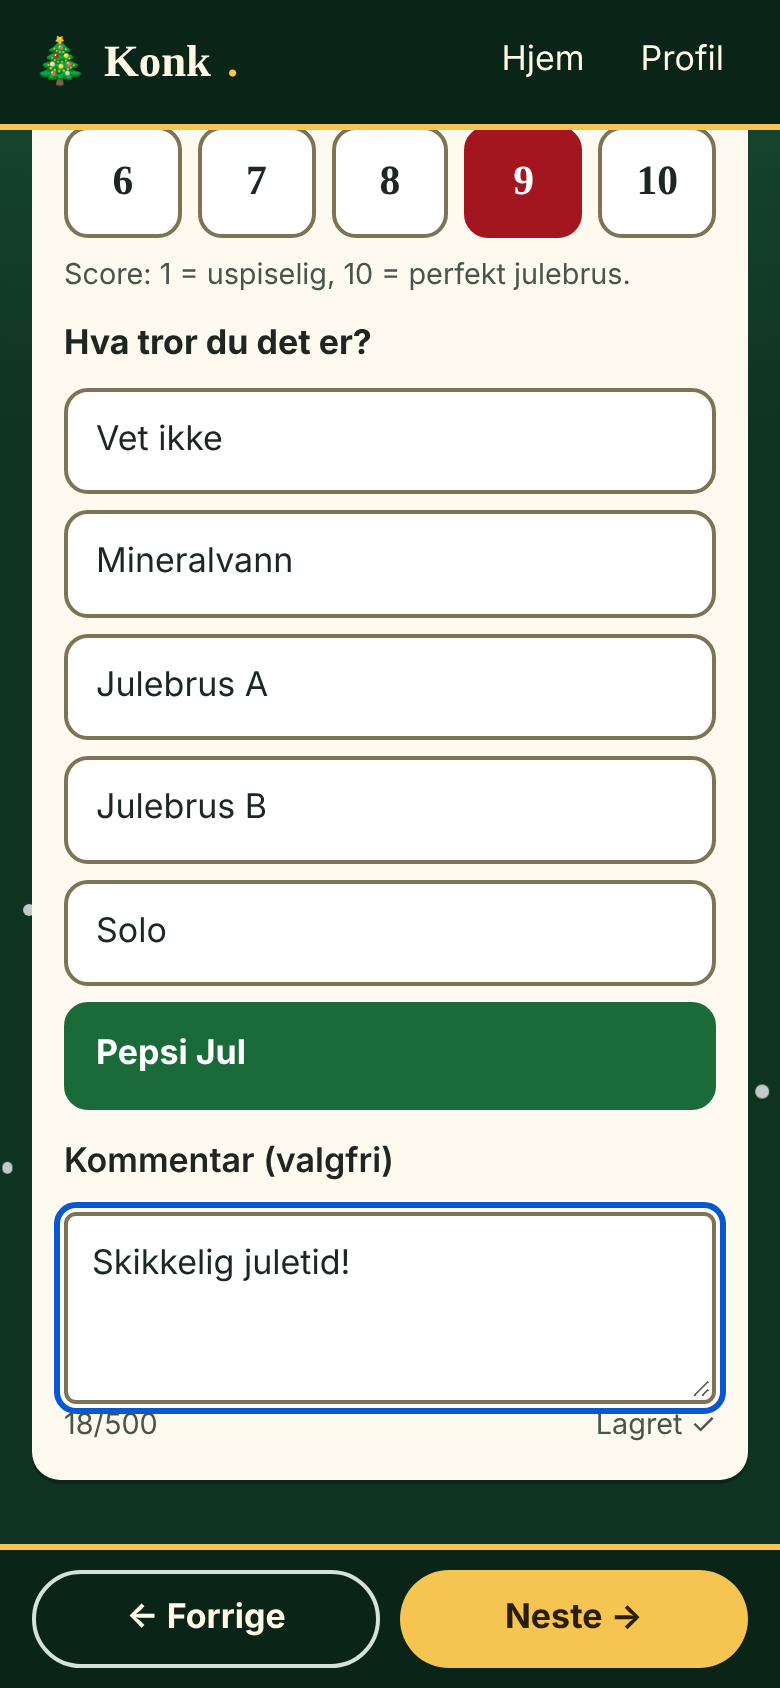 Konk .
Hjem Profil
6 7 8 9 10
Score: 1 = uspiselig, 10 = perfekt julebrus.
Hva tror du det er?
Vet ikke
Mineralvann
Julebrus A
Julebrus B
Solo
Pepsi Jul
Kommentar (valgfri)
Skikkelig juletid!
18/500 Lagret ✓
← Forrige Neste →